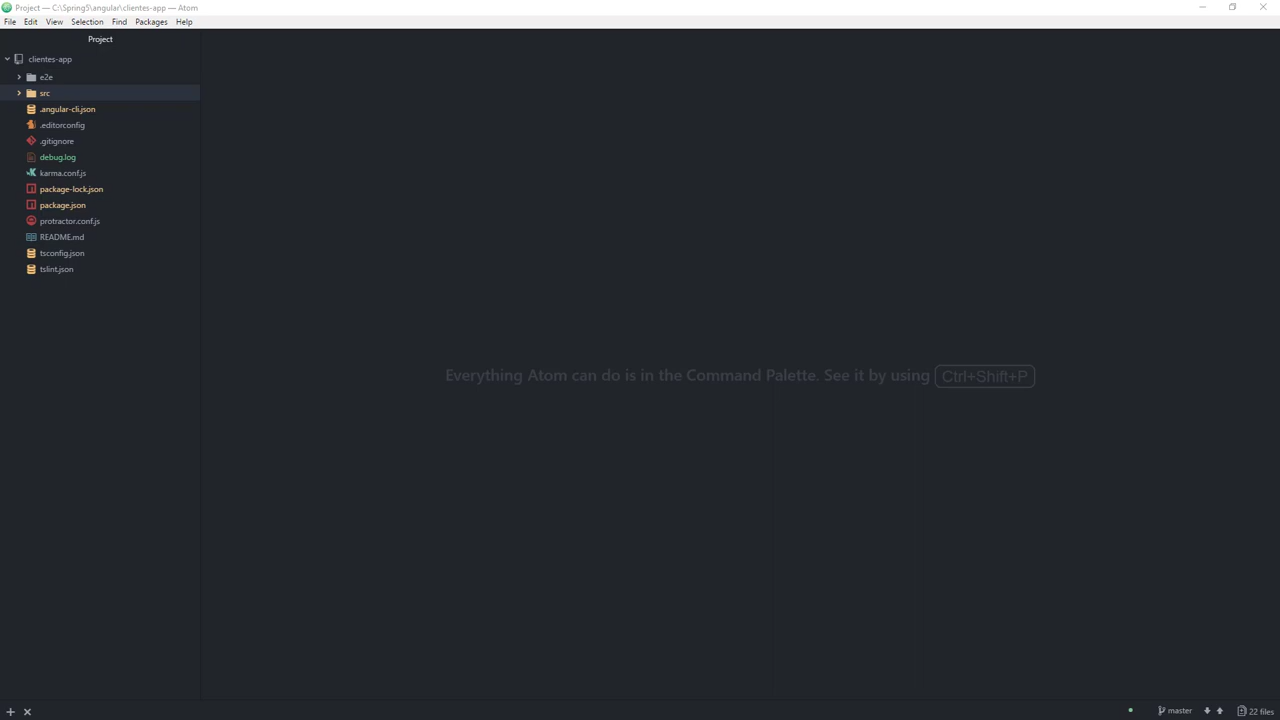 Project — C:\Spring5\angular\clientes-app — Atom
File Edit View Selection Find Packages Help
Project
clientes-app
e2e
src
.angular-cli.json
.editorconfig
.gitignore
debug.log
karma.conf.js
package-lock.json
package.json
protractor.conf.js
README.md
tsconfig.json
tslint.json
Everything Atom can do is in the Command Palette. See it by using Ctrl+Shift+P
master 22 files